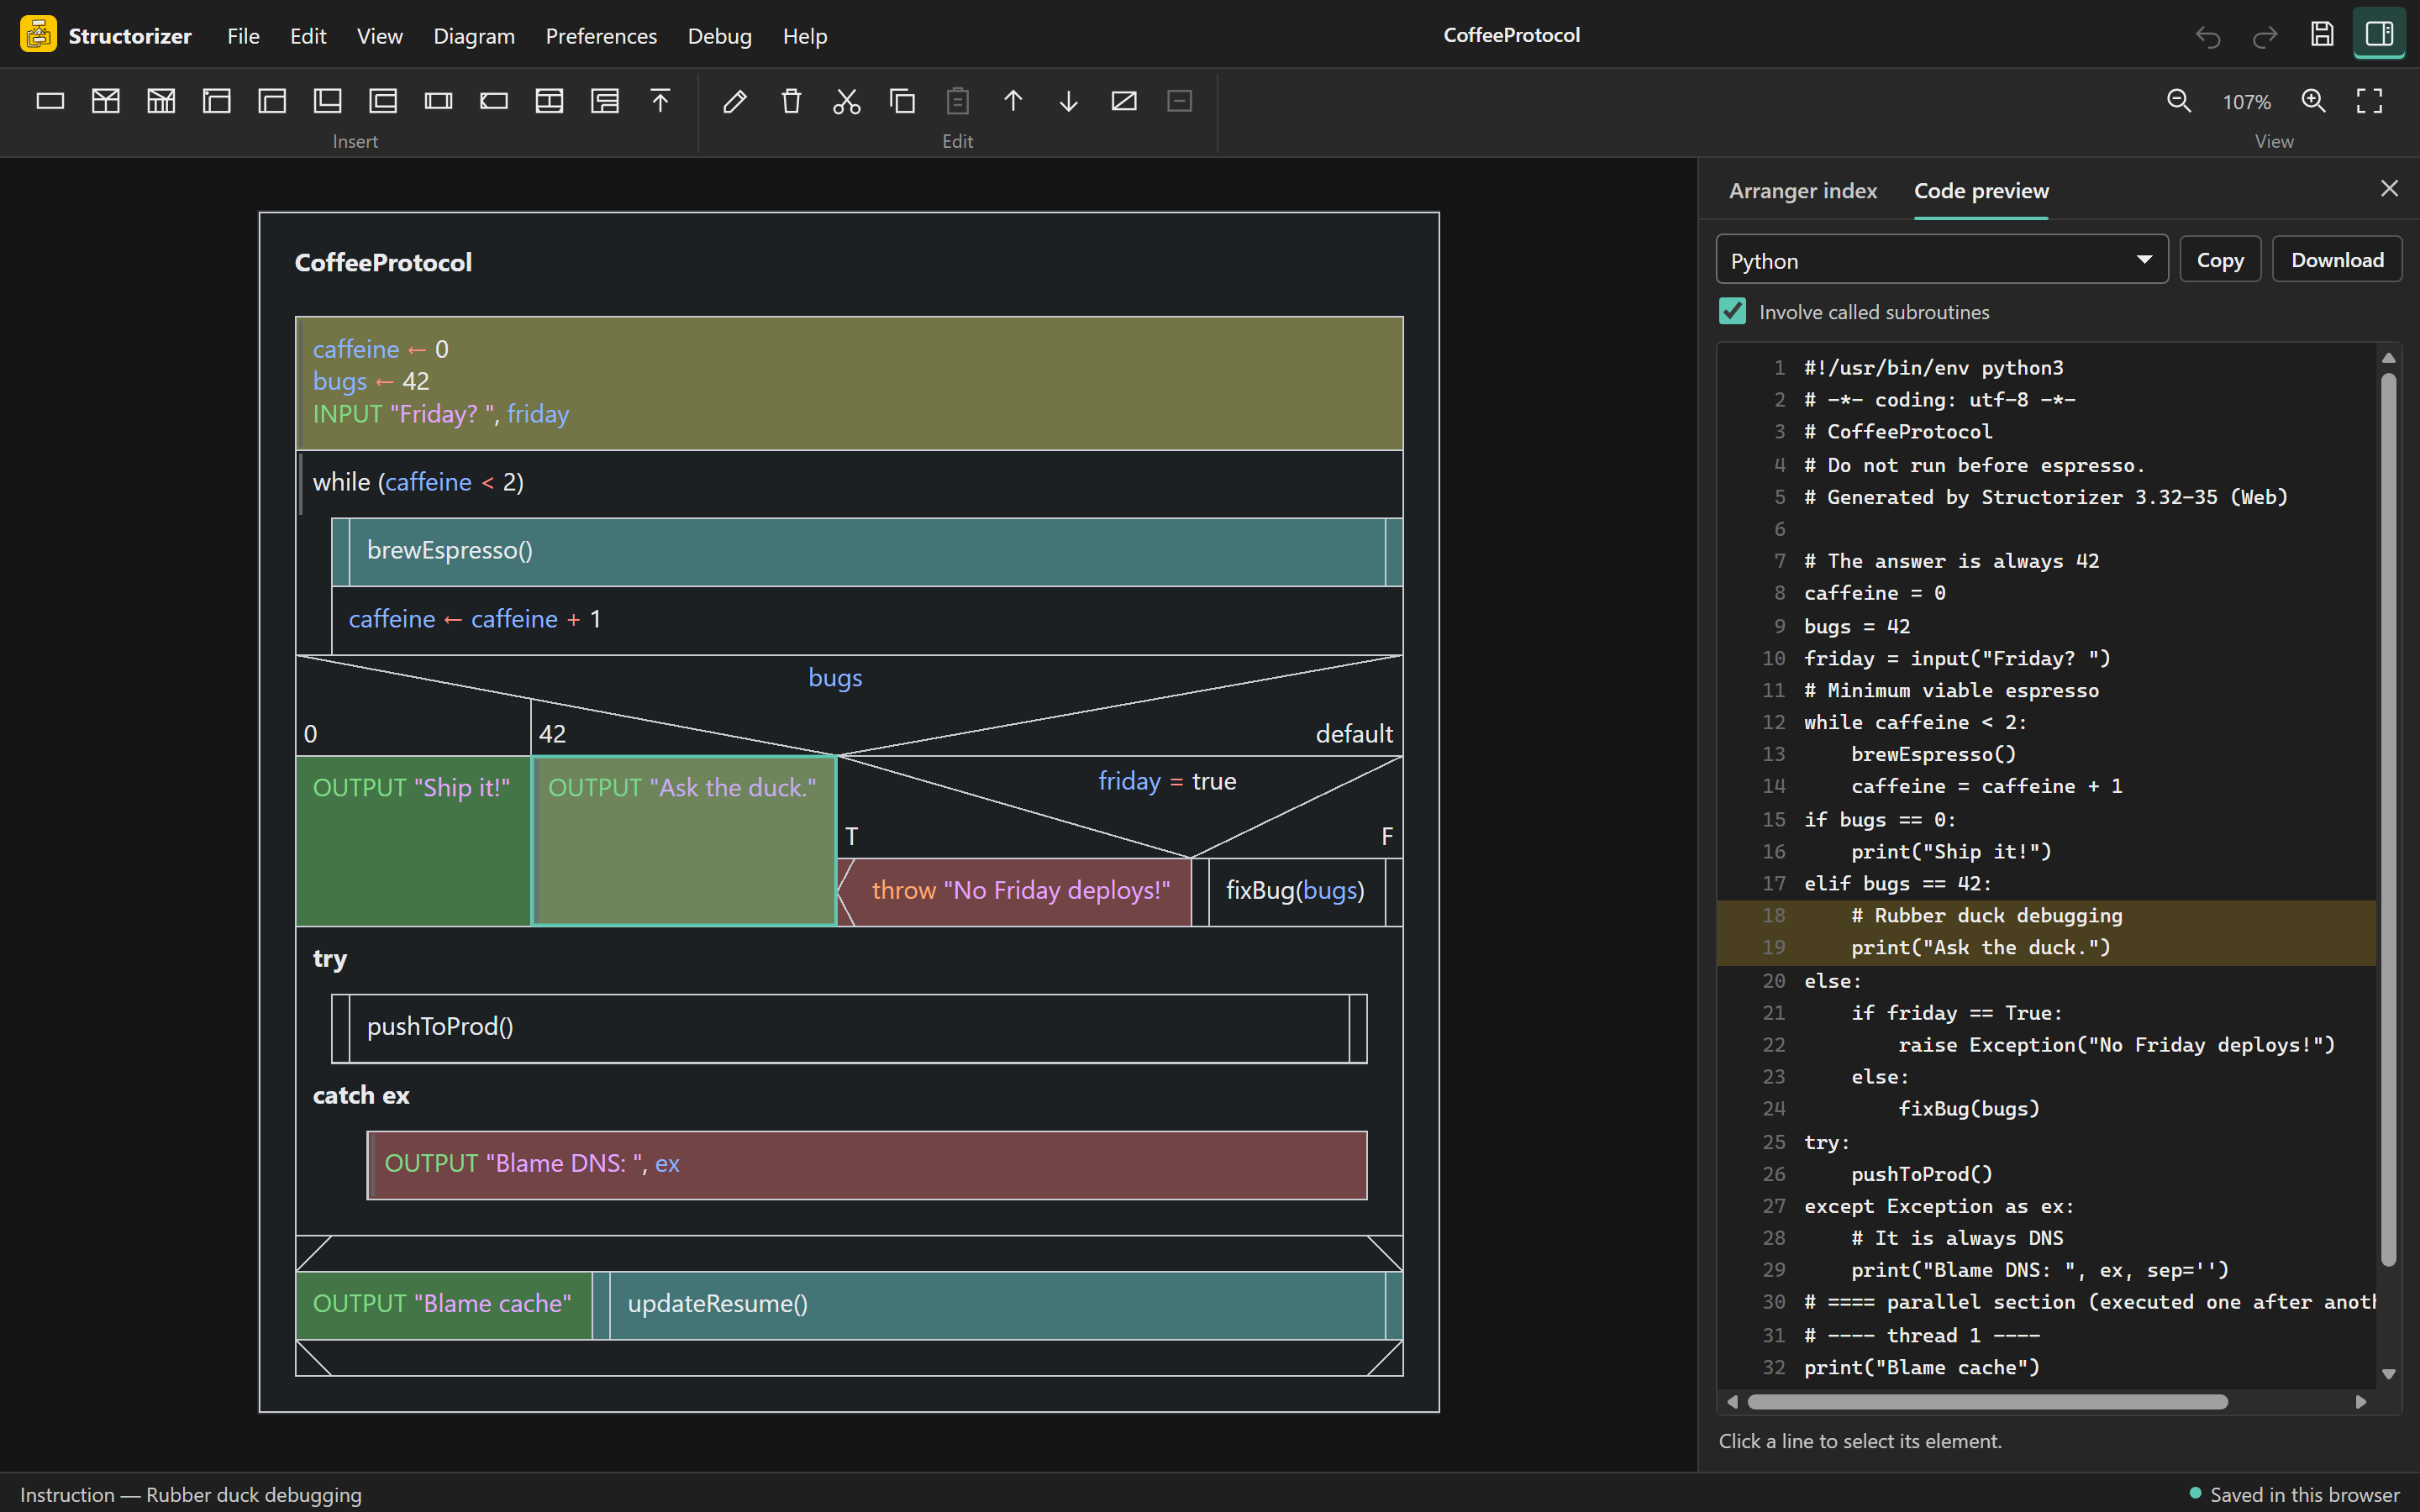 Structorizer File Edit View Diagram Preferences Debug Help CoffeeProtocol
107%
Insert Edit View
CoffeeProtocol
caffeine ← 0
bugs ← 42
INPUT "Friday? ", friday
while (caffeine < 2)
brewEspresso()
caffeine ← caffeine + 1
bugs
0 42 default
OUTPUT "Ship it!" OUTPUT "Ask the duck." friday = true
T F
throw "No Friday deploys!" fixBug(bugs)
try
pushToProd()
catch ex
OUTPUT "Blame DNS: ", ex
OUTPUT "Blame cache" updateResume()
Arranger index Code preview
Python Copy Download
Involve called subroutines
1 #!/usr/bin/env python3
2 # -*- coding: utf-8 -*-
3 # CoffeeProtocol
4 # Do not run before espresso.
5 # Generated by Structorizer 3.32-35 (Web)
6
7 # The answer is always 42
8 caffeine = 0
9 bugs = 42
10 friday = input("Friday? ")
11 # Minimum viable espresso
12 while caffeine < 2:
13     brewEspresso()
14     caffeine = caffeine + 1
15 if bugs == 0:
16     print("Ship it!")
17 elif bugs == 42:
18     # Rubber duck debugging
19     print("Ask the duck.")
20 else:
21     if friday == True:
22         raise Exception("No Friday deploys!")
23     else:
24         fixBug(bugs)
25 try:
26     pushToProd()
27 except Exception as ex:
28     # It is always DNS
29     print("Blame DNS: ", ex, sep='')
30 # ==== parallel section (executed one after anoth
31 # ---- thread 1 ----
32 print("Blame cache")
Click a line to select its element.
Instruction — Rubber duck debugging Saved in this browser